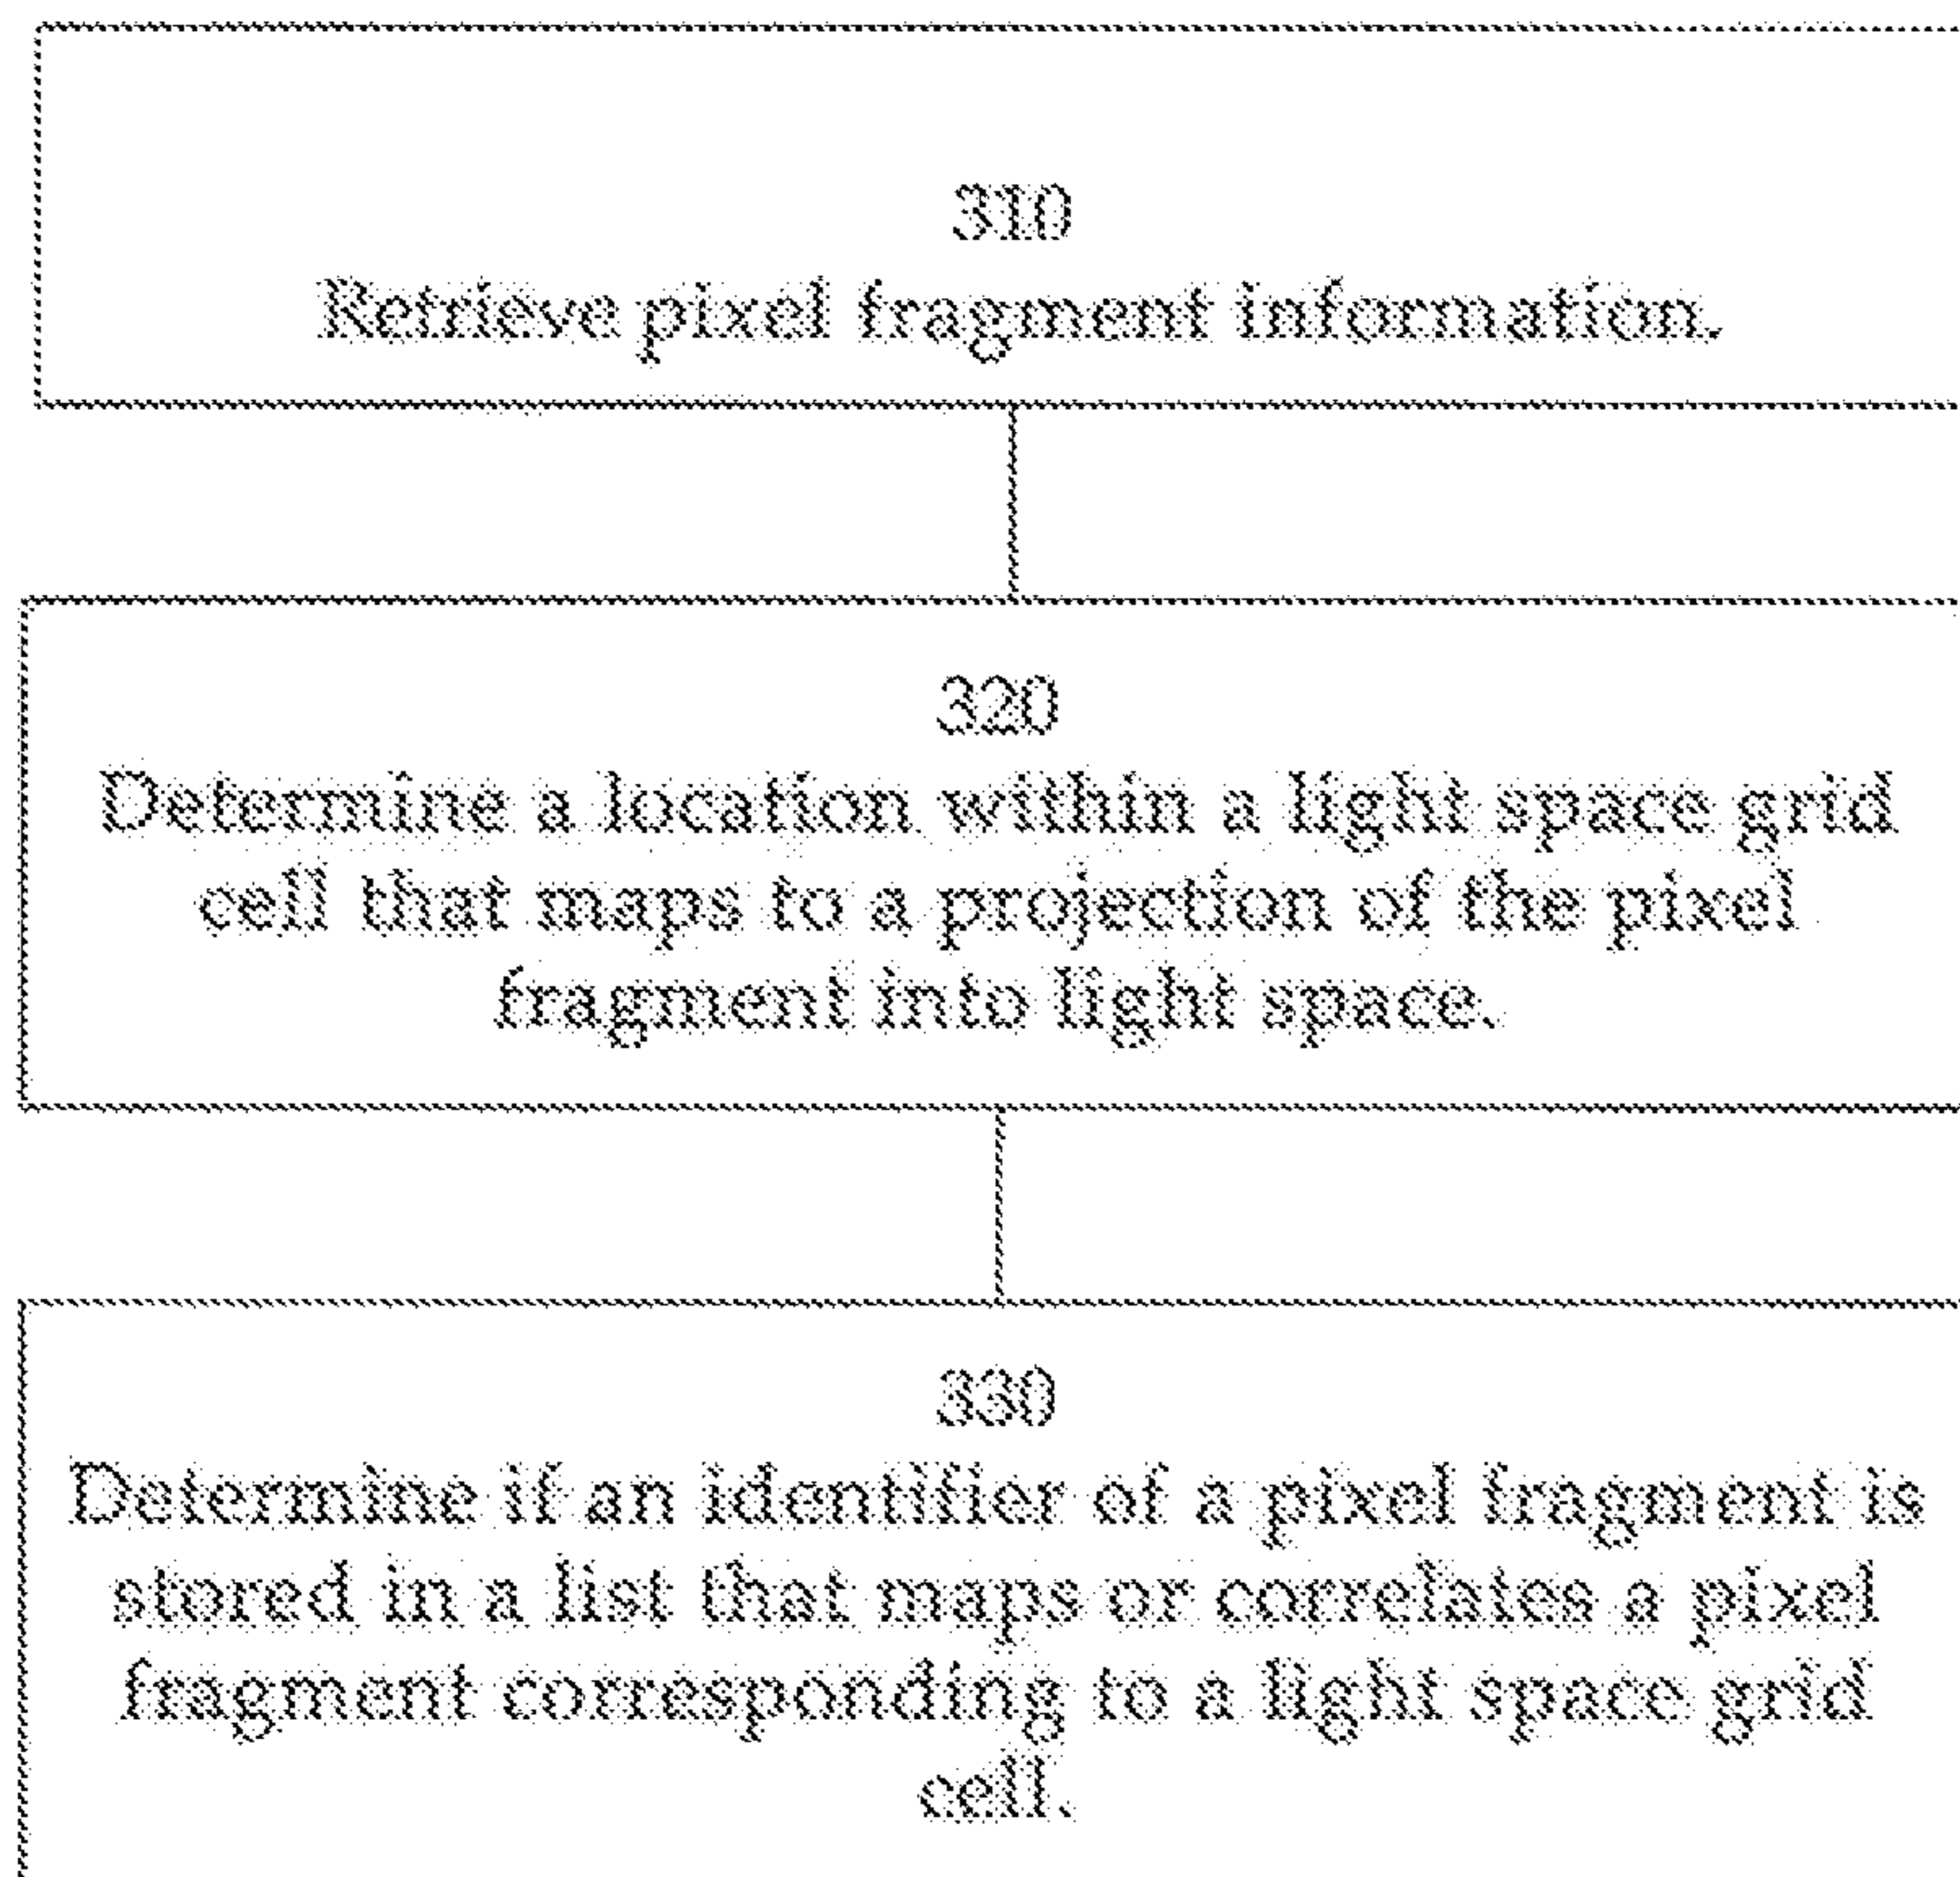 310
Retrieve pixel fragment information.
320
Determine a location within a light space grid
cell that maps to a projection of the pixel
fragment into light space.
330
Determine if an identifier of a pixel fragment is
stored in a list that maps or correlates a pixel
fragment corresponding to a light space grid
cell.